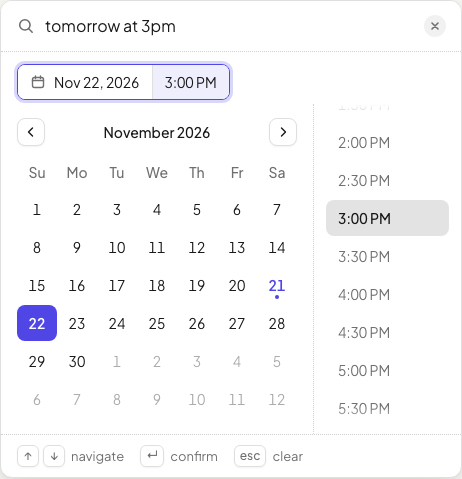 tomorrow at 3pm
Nov 22, 2026 3:00 PM
November 2026
Su Mo Tu We Th Fr Sa
1 2 3 4 5 6 7
8 9 10 11 12 13 14
15 16 17 18 19 20 21
22 23 24 25 26 27 28
29 30 1 2 3 4 5
6 7 8 9 10 11 12
2:00 PM
2:30 PM
3:00 PM
3:30 PM
4:00 PM
4:30 PM
5:00 PM
5:30 PM
↑ ↓ navigate ↵ confirm esc clear